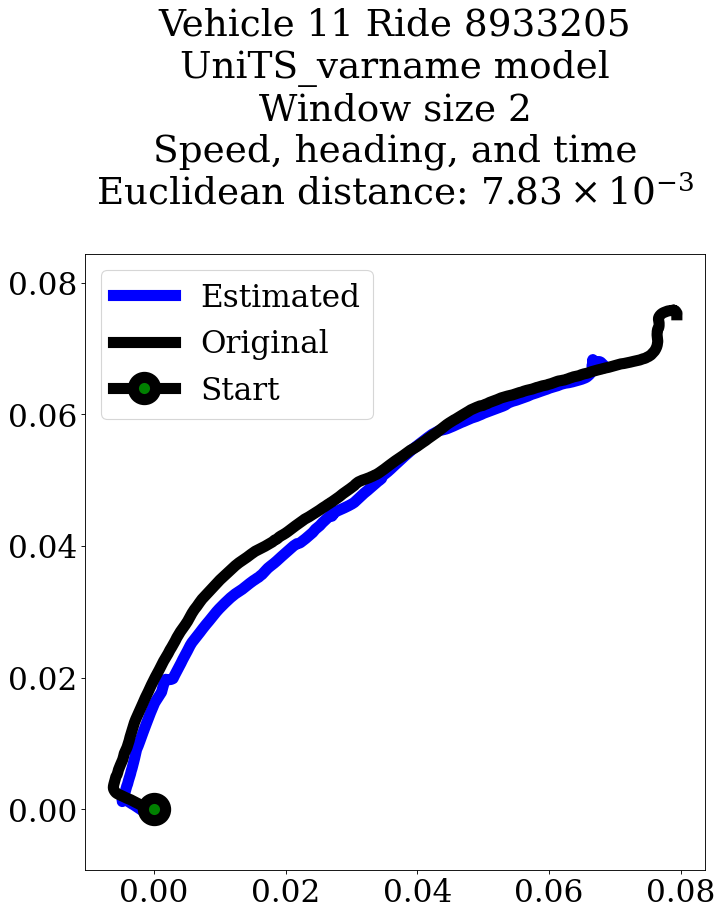 Vehicle 11 Ride 8933205
UniTS_varname model
Window size 2
Speed, heading, and time
Euclidean distance: 7.83 × 10⁻³
Estimated
Original
Start
0.08
0.06
0.04
0.02
0.00
0.00 0.02 0.04 0.06 0.08